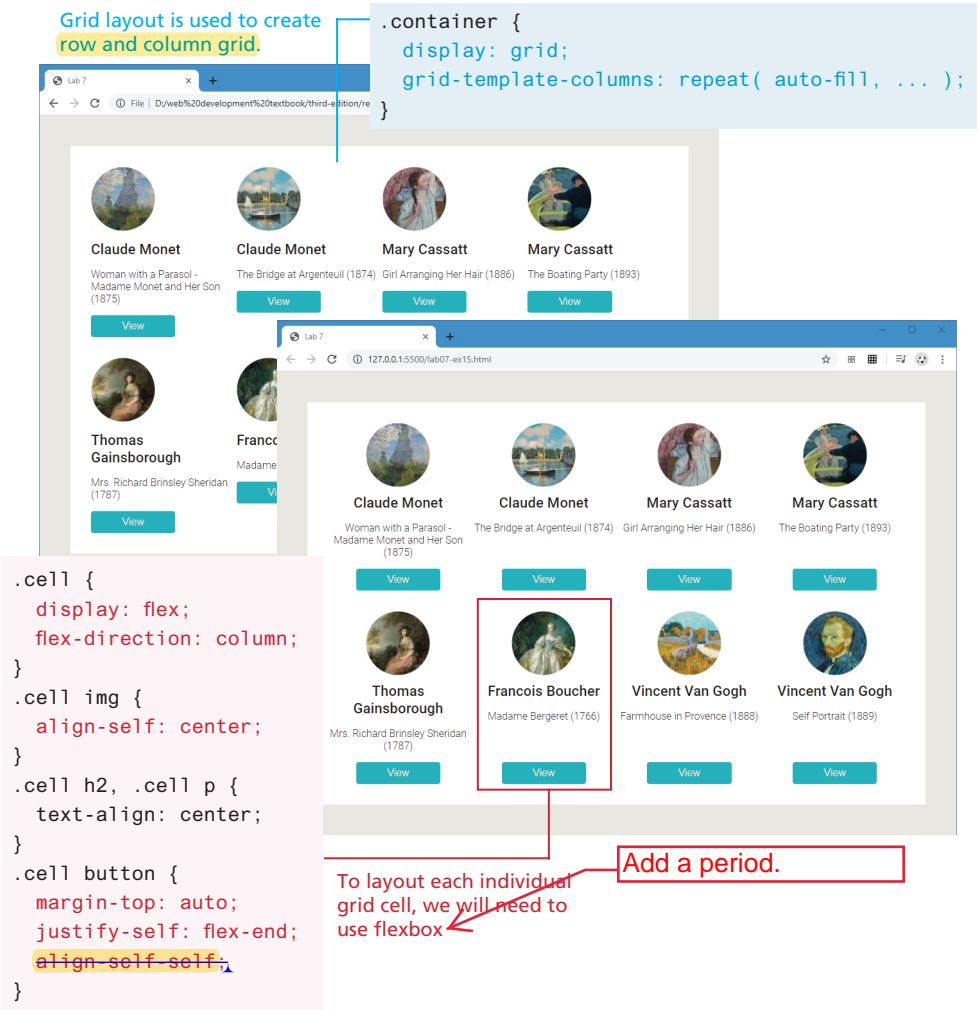 Grid layout is used to create
row and column grid.
.container {
display: grid;
grid-template-columns: repeat( auto-fill, ... );
}
Lab 7
File | D:/web%20development%20textbook/third-edition/re
Claude Monet
Woman with a Parasol -
Madame Monet and Her Son
(1875)
View
Claude Monet
The Bridge at Argenteuil (1874)
View
Mary Cassatt
Girl Arranging Her Hair (1886)
View
Mary Cassatt
The Boating Party (1893)
View
Thomas
Gainsborough
Mrs. Richard Brinsley Sheridan
(1787)
View
Franco
Madame
Vi
Lab 7
127.0.0.1:5500/lab07-ex15.html
Claude Monet
Woman with a Parasol -
Madame Monet and Her Son
(1875)
View
Claude Monet
The Bridge at Argenteuil (1874)
View
Mary Cassatt
Girl Arranging Her Hair (1886)
View
Mary Cassatt
The Boating Party (1893)
View
Thomas
Gainsborough
Mrs. Richard Brinsley Sheridan
(1787)
View
Francois Boucher
Madame Bergeret (1766)
View
Vincent Van Gogh
Farmhouse in Provence (1888)
View
Vincent Van Gogh
Self Portrait (1889)
View
.cell {
display: flex;
flex-direction: column;
}
.cell img {
align-self: center;
}
.cell h2, .cell p {
text-align: center;
}
.cell button {
margin-top: auto;
justify-self: flex-end;
align-self-self;
}
To layout each individual
grid cell, we will need to
use flexbox
Add a period.